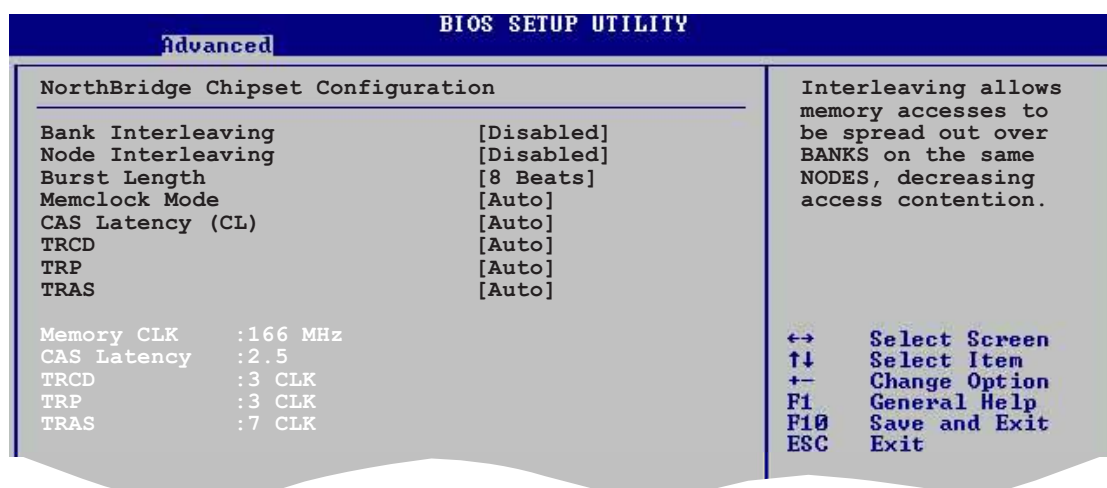 BIOS SETUP UTILITY
Advanced
NorthBridge Chipset Configuration
Bank Interleaving [Disabled]
Node Interleaving [Disabled]
Burst Length [8 Beats]
Memclock Mode [Auto]
CAS Latency (CL) [Auto]
TRCD [Auto]
TRP [Auto]
TRAS [Auto]
Memory CLK :166 MHz
CAS Latency :2.5
TRCD :3 CLK
TRP :3 CLK
TRAS :7 CLK
Interleaving allows
memory accesses to
be spread out over
BANKS on the same
NODES, decreasing
access contention.
←→ Select Screen
↑↓ Select Item
+- Change Option
F1 General Help
F10 Save and Exit
ESC Exit